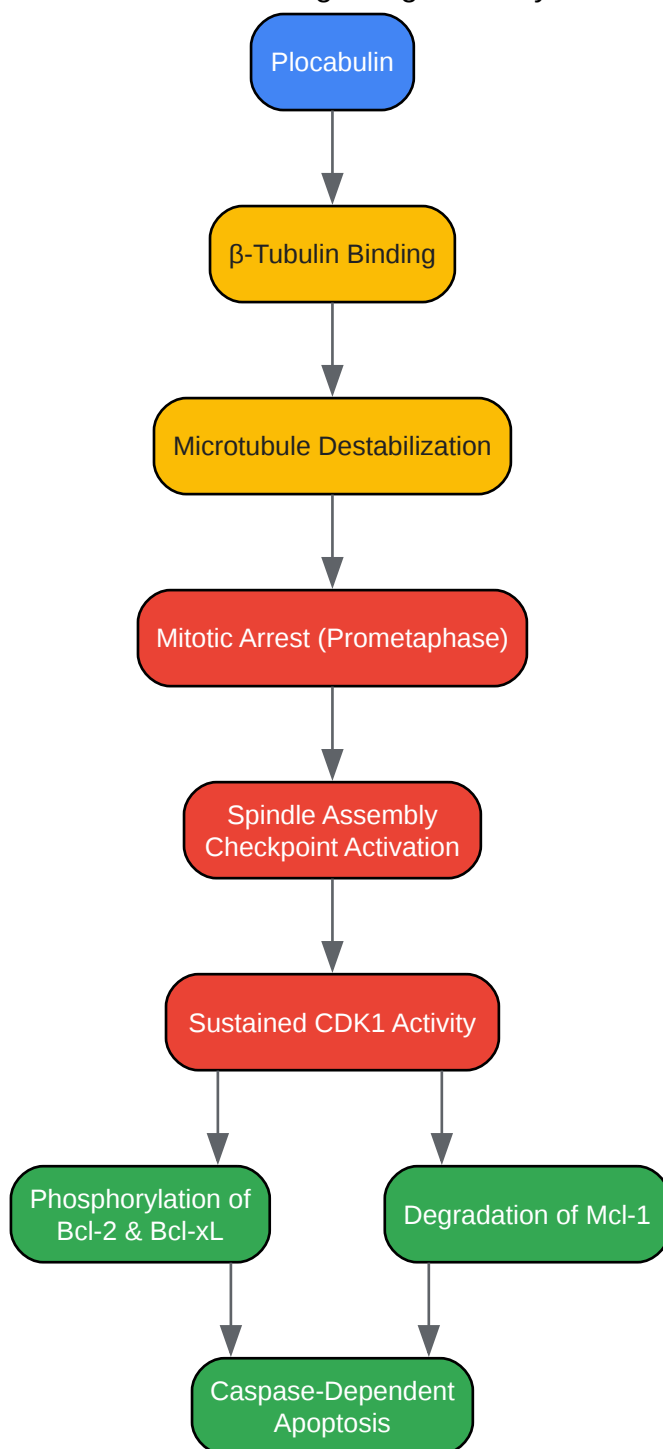 Plocabulin
β-Tubulin Binding
Microtubule Destabilization
Mitotic Arrest (Prometaphase)
Spindle Assembly
Checkpoint Activation
Sustained CDK1 Activity
Phosphorylation of
Bcl-2 & Bcl-xL
Degradation of Mcl-1
Caspase-Dependent
Apoptosis